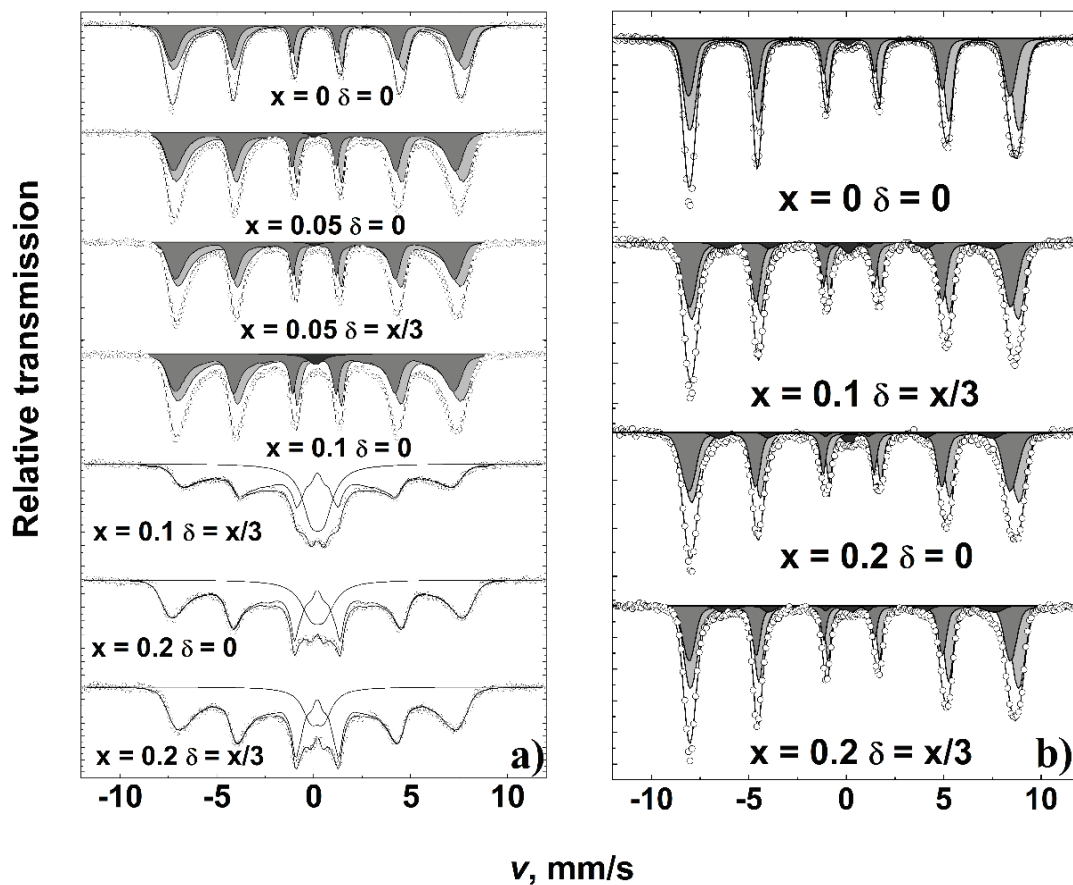 Relative transmission
x = 0 δ = 0
x = 0.05 δ = 0
x = 0.05 δ = x/3
x = 0.1 δ = 0
x = 0.1 δ = x/3
x = 0.2 δ = 0
x = 0.2 δ = x/3
a)
-10 -5 0 5 10
x = 0 δ = 0
x = 0.1 δ = x/3
x = 0.2 δ = 0
x = 0.2 δ = x/3
b)
-10 -5 0 5 10
v, mm/s